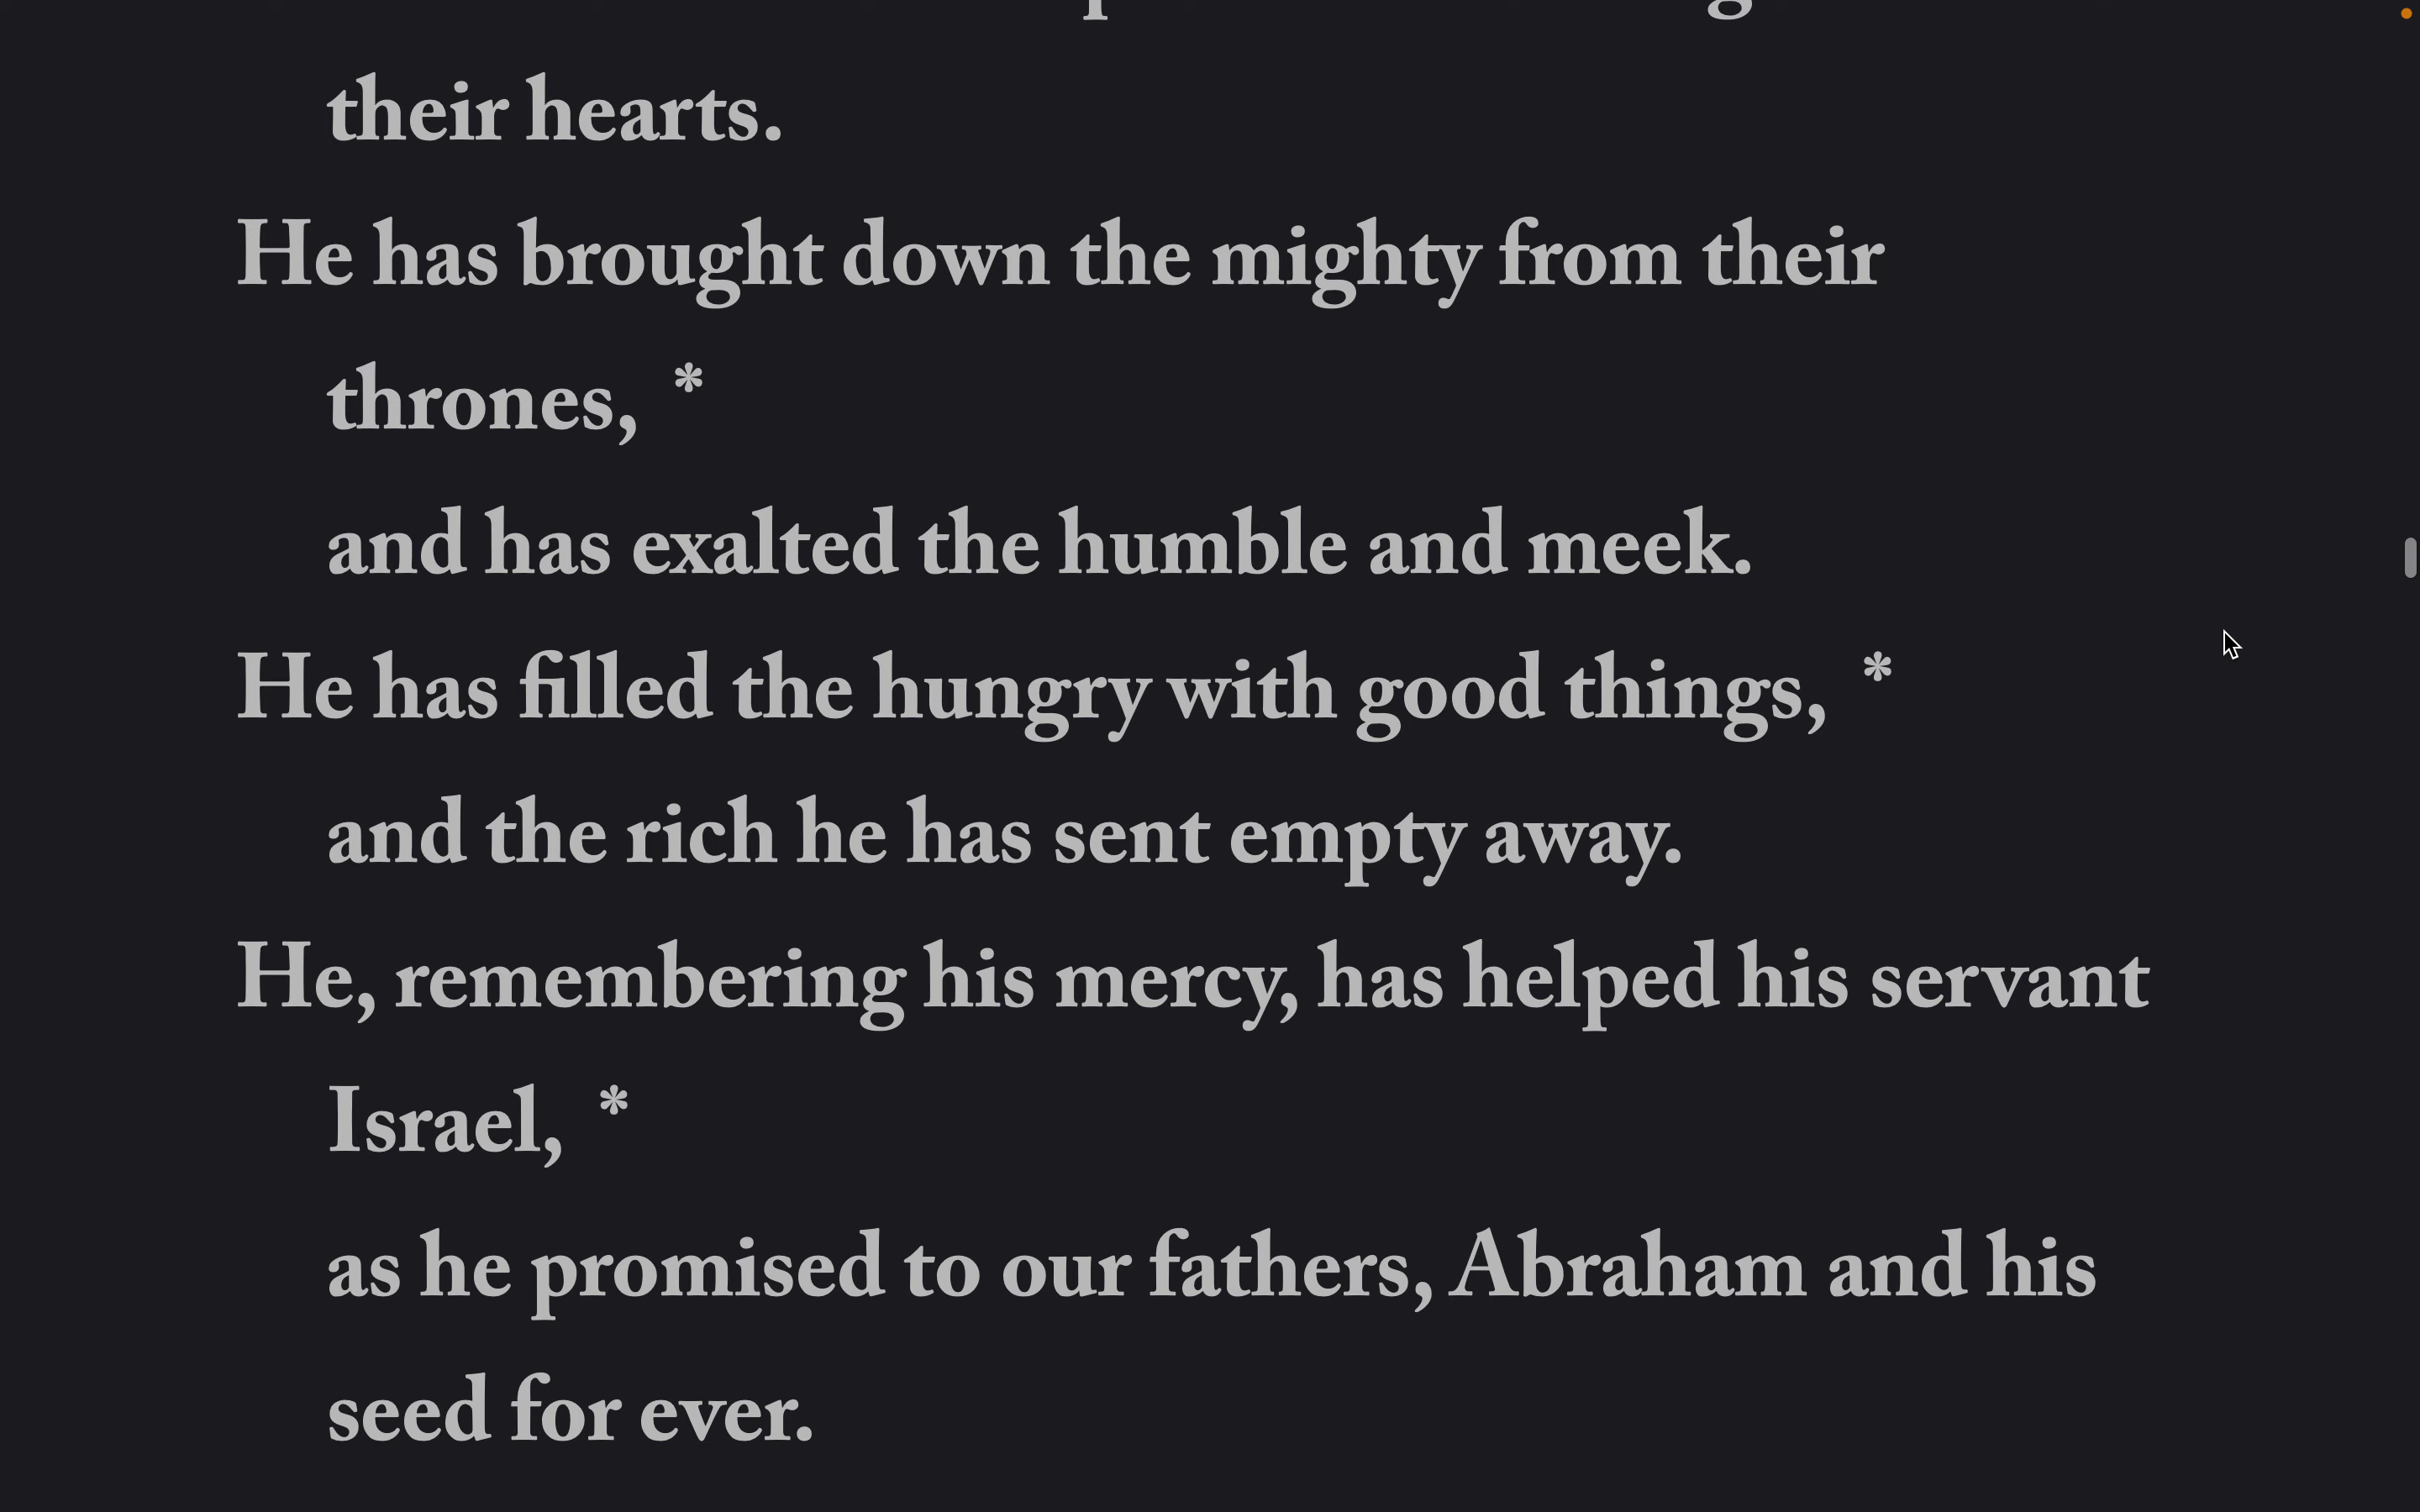 their hearts.
He has brought down the mighty from their
thrones, *
and has exalted the humble and meek.
He has filled the hungry with good things, *
and the rich he has sent empty away.
He, remembering his mercy, has helped his servant
Israel, *
as he promised to our fathers, Abraham and his
seed for ever.